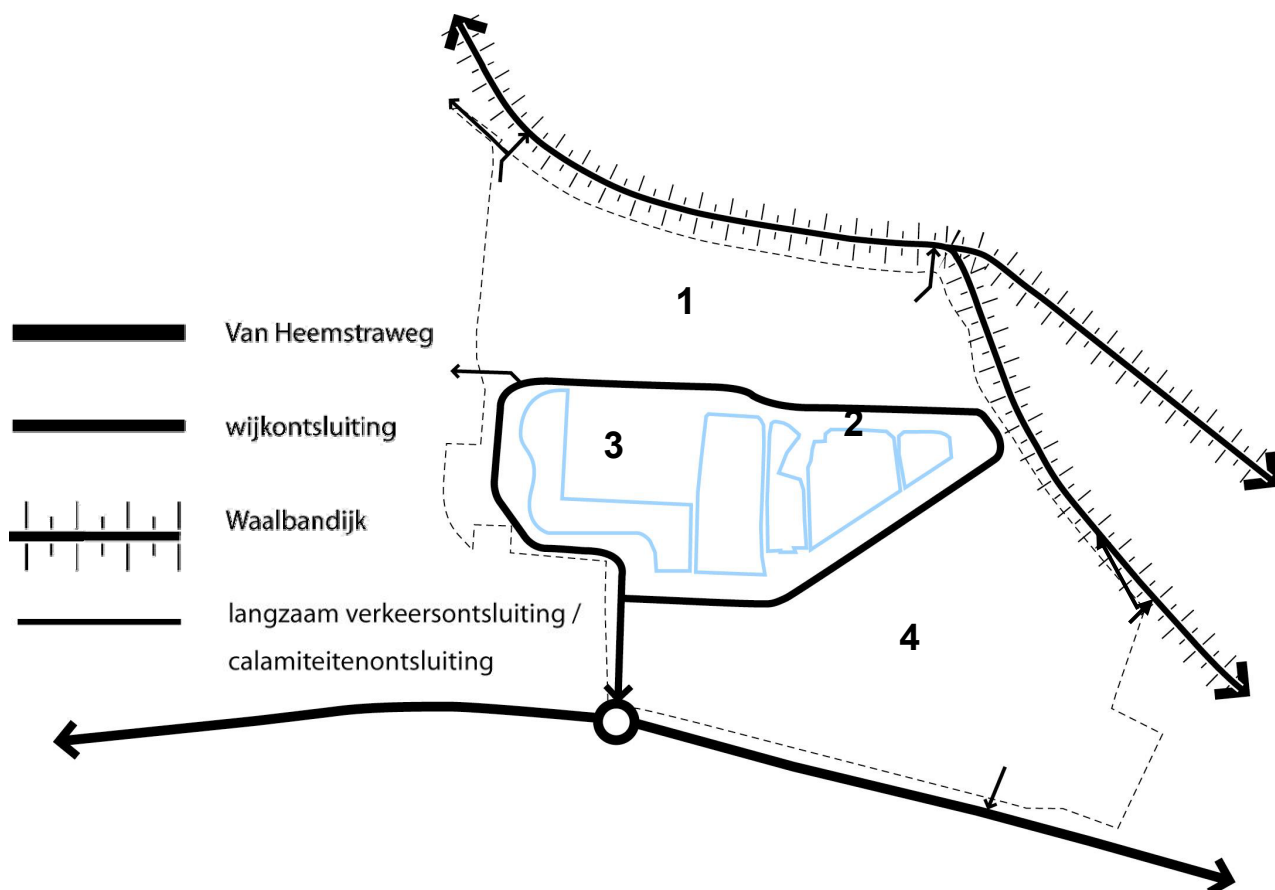 1
2
3
4
Van Heemstraweg
wijkontsluiting
Waalbandijk
langzaam verkeersontsluiting /
calamiteitenontsluiting